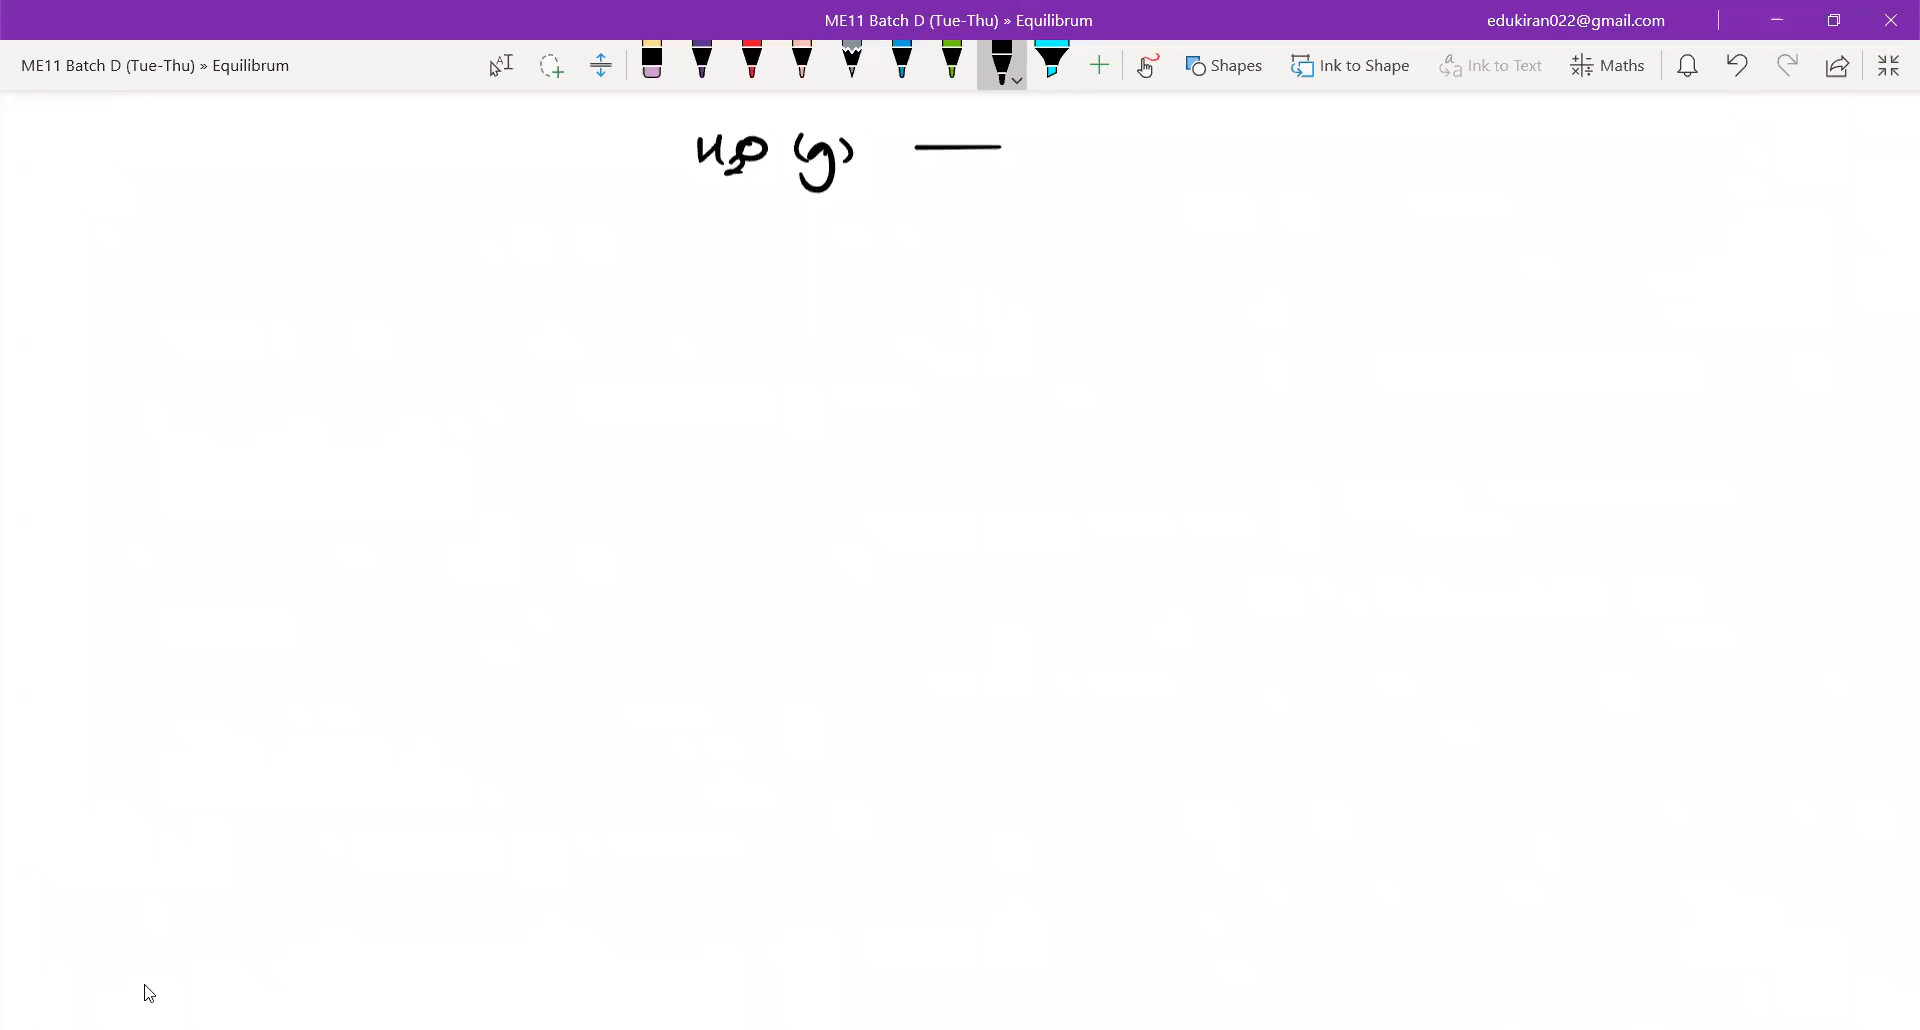 ME11 Batch D (Tue-Thu) » Equilibrum
edukiran022@gmail.com
ME11 Batch D (Tue-Thu) » Equilibrum
Shapes
Ink to Shape
Ink to Text
Maths
H₂O (g) —